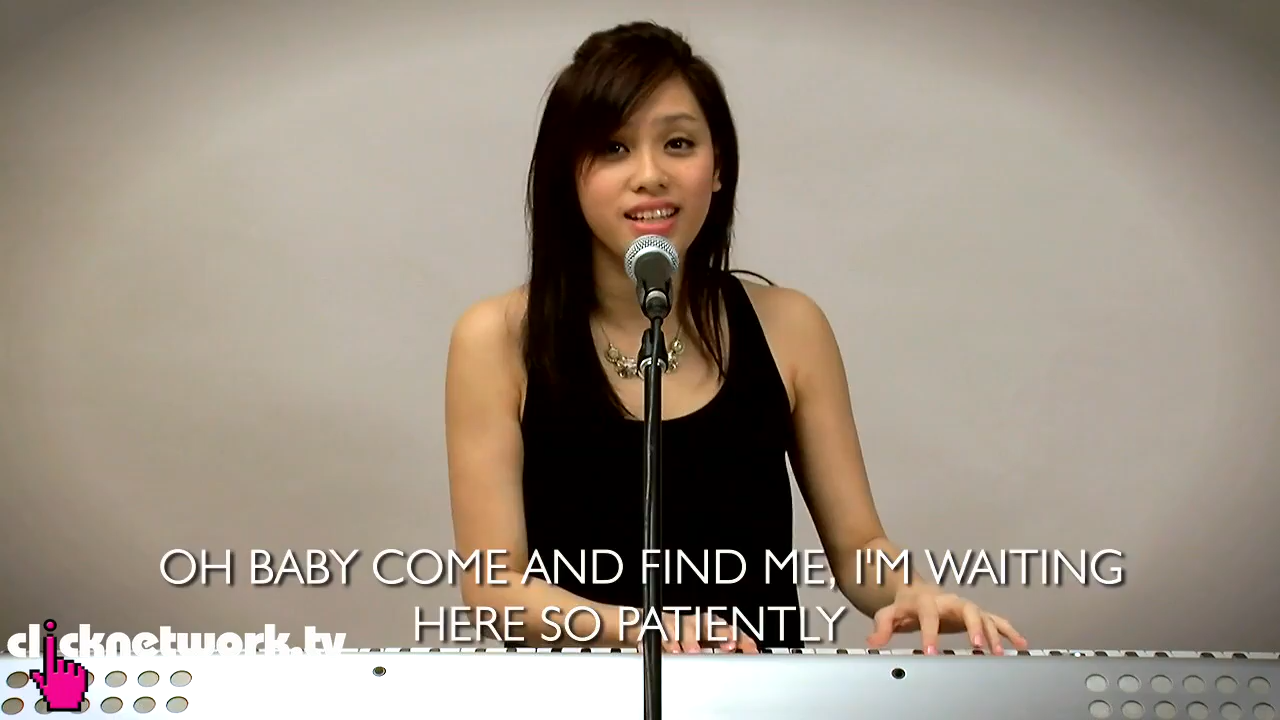 OH BABY COME AND FIND ME, I'M WAITING
HERE SO PATIENTLY
clicknetwork.tv